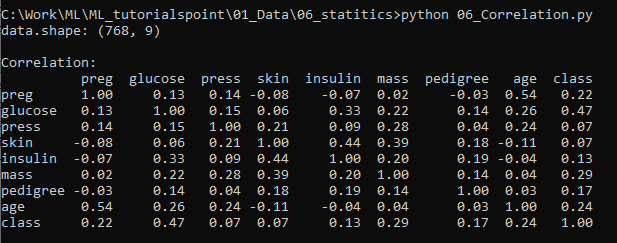 C:\Work\ML\ML_tutorialspoint\01_Data\06_statitics>python 06_Correlation.py
data.shape: (768, 9)
Correlation:
preg glucose press skin insulin mass pedigree age class
preg 1.00 0.13 0.14 -0.08 -0.07 0.02 -0.03 0.54 0.22
glucose 0.13 1.00 0.15 0.06 0.33 0.22 0.14 0.26 0.47
press 0.14 0.15 1.00 0.21 0.09 0.28 0.04 0.24 0.07
skin -0.08 0.06 0.21 1.00 0.44 0.39 0.18 -0.11 0.07
insulin -0.07 0.33 0.09 0.44 1.00 0.20 0.19 -0.04 0.13
mass 0.02 0.22 0.28 0.39 0.20 1.00 0.14 0.04 0.29
pedigree -0.03 0.14 0.04 0.18 0.19 0.14 1.00 0.03 0.17
age 0.54 0.26 0.24 -0.11 -0.04 0.04 0.03 1.00 0.24
class 0.22 0.47 0.07 0.07 0.13 0.29 0.17 0.24 1.00